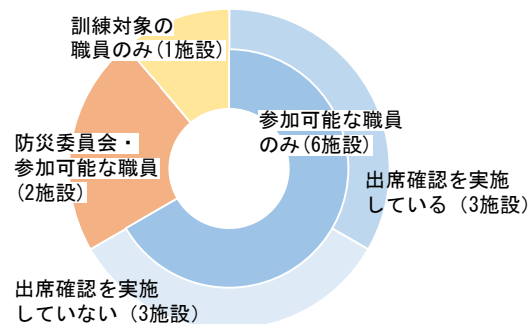 訓練対象の
職員のみ(1施設)
参加可能な職員
のみ(6施設)
防災委員会・
参加可能な職員
(2施設)
出席確認を実施
している（3施設）
出席確認を実施
していない（3施設）